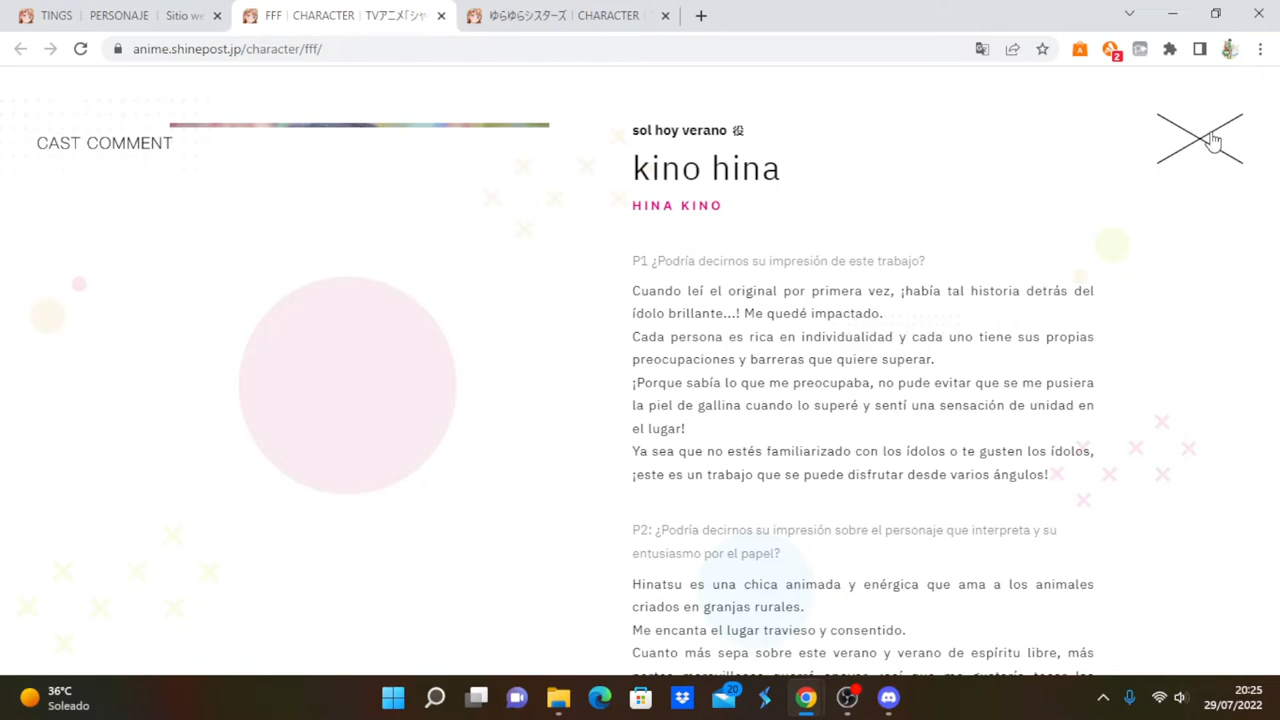 TINGS | PERSONAJE | Sitio we
FFF | CHARACTER | TVアニメ「シャ
ゆらゆらシスターズ | CHARACTER |
anime.shinepost.jp/character/fff/
2
CAST COMMENT
sol hoy verano 役
kino hina
HINA KINO
P1 ¿Podría decirnos su impresión de este trabajo?
Cuando leí el original por primera vez, ¡había tal historia detrás del
ídolo brillante...! Me quedé impactado.
Cada persona es rica en individualidad y cada uno tiene sus propias
preocupaciones y barreras que quiere superar.
¡Porque sabía lo que me preocupaba, no pude evitar que se me pusiera
la piel de gallina cuando lo superé y sentí una sensación de unidad en
el lugar!
Ya sea que no estés familiarizado con los ídolos o te gusten los ídolos,
¡este es un trabajo que se puede disfrutar desde varios ángulos!
P2: ¿Podría decirnos su impresión sobre el personaje que interpreta y su
entusiasmo por el papel?
Hinatsu es una chica animada y enérgica que ama a los animales
criados en granjas rurales.
Me encanta el lugar travieso y consentido.
Cuanto más sepa sobre este verano y verano de espíritu libre, más
36°C
Soleado
20
20:25
29/07/2022